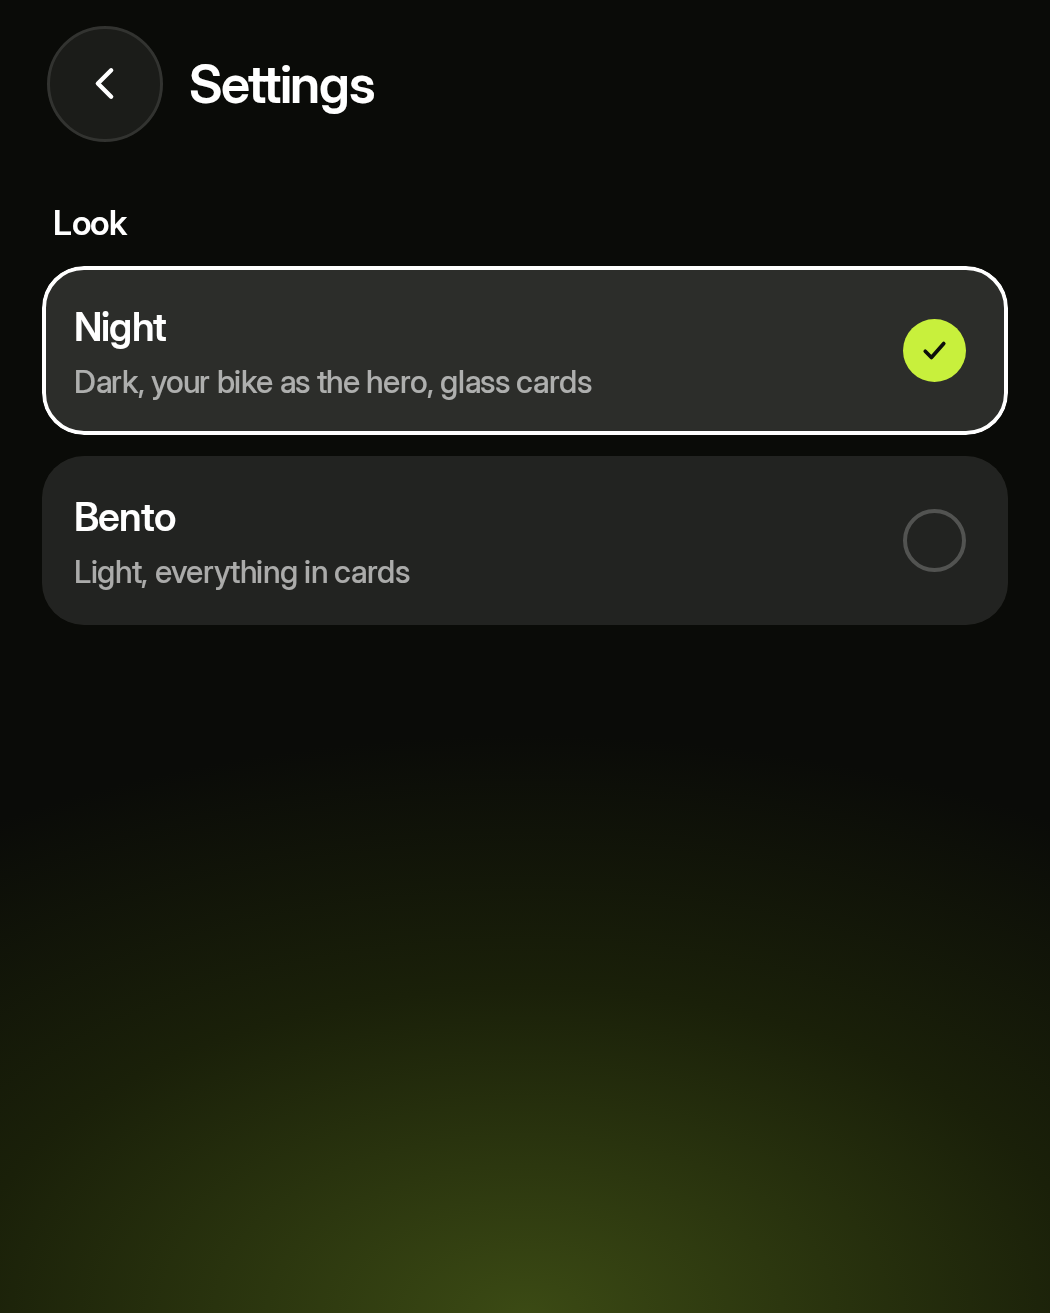 Settings
Look
Night
Dark, your bike as the hero, glass cards
Bento
Light, everything in cards